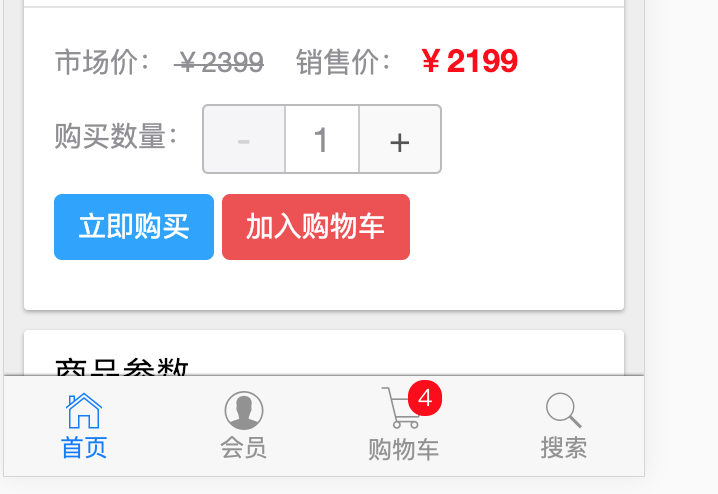 市场价： ￥2399 销售价： ￥2199
购买数量： - 1 +
立即购买 加入购物车
商品参数
4
首页 会员 购物车 搜索